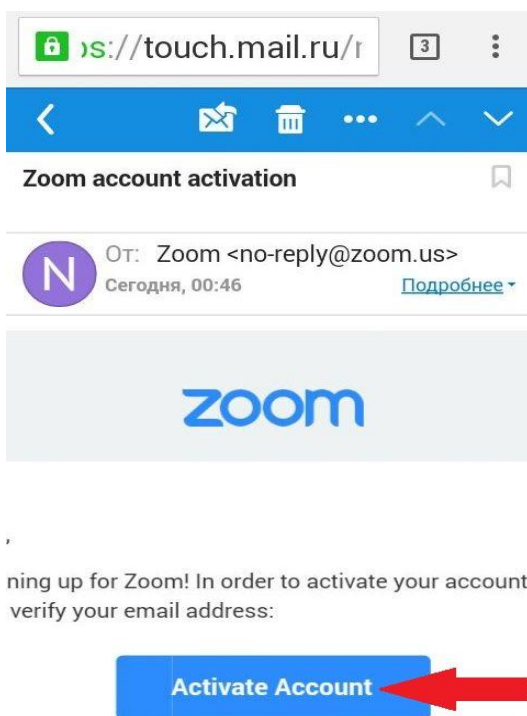 ps://touch.mail.ru/r
3
Zoom account activation
N
От: Zoom <no-reply@zoom.us>
Сегодня, 00:46
Подробнее
zoom
,
ning up for Zoom! In order to activate your account
verify your email address:
Activate Account